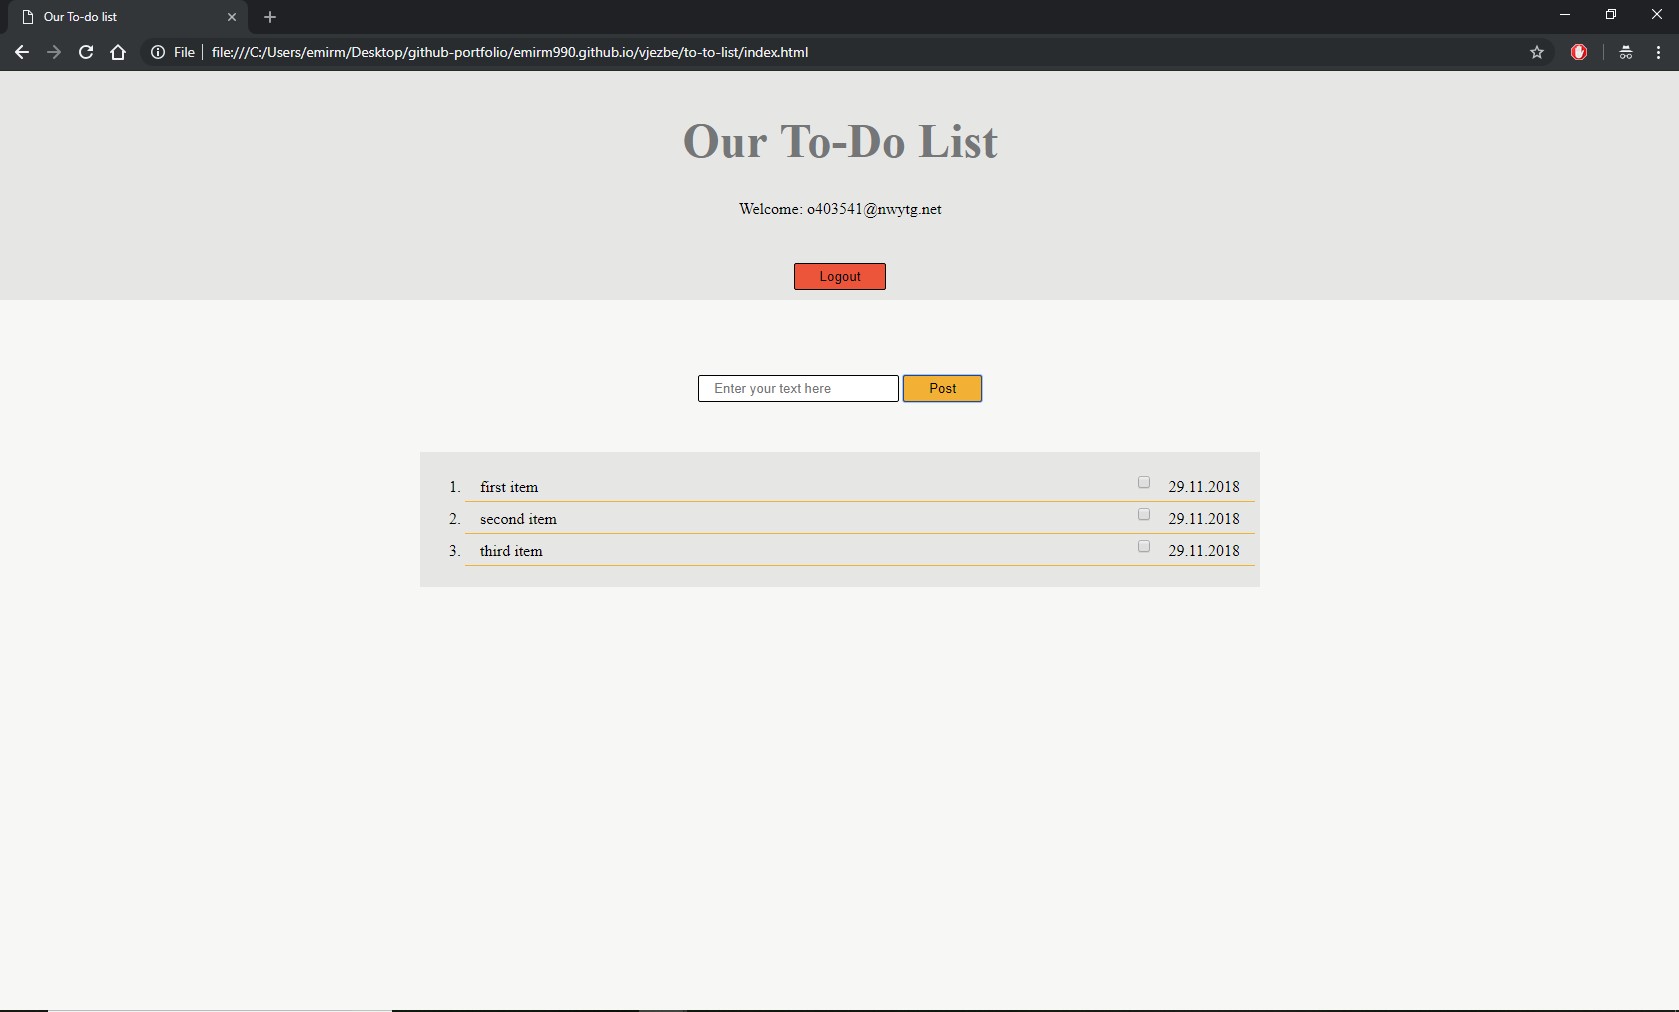 Our To-do list
File file:///C:/Users/emirm/Desktop/github-portfolio/emirm990.github.io/vjezbe/to-to-list/index.html
Our To-Do List
Welcome: o403541@nwytg.net
Logout
Enter your text here Post
1. first item 29.11.2018
2. second item 29.11.2018
3. third item 29.11.2018